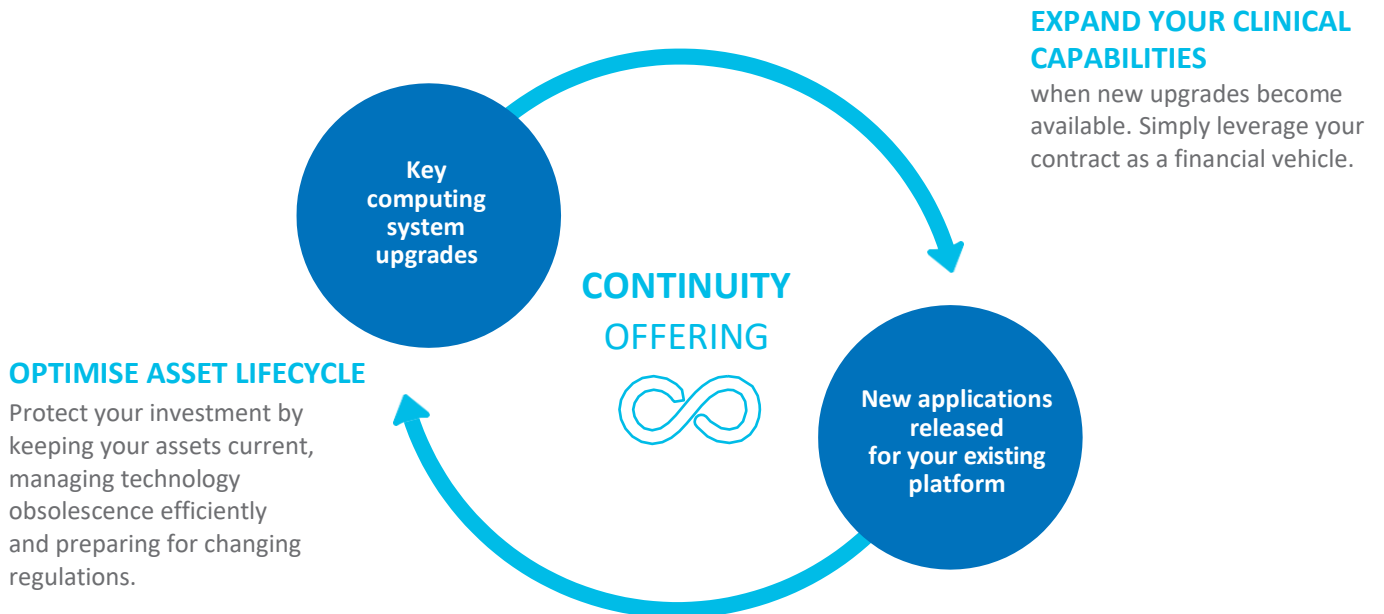 EXPAND YOUR CLINICAL
CAPABILITIES
when new upgrades become
available. Simply leverage your
contract as a financial vehicle.
Key
computing
system
upgrades
CONTINUITY
OFFERING
OPTIMISE ASSET LIFECYCLE
Protect your investment by
keeping your assets current,
managing technology
obsolescence efficiently
and preparing for changing
regulations.
New applications
released
for your existing
platform